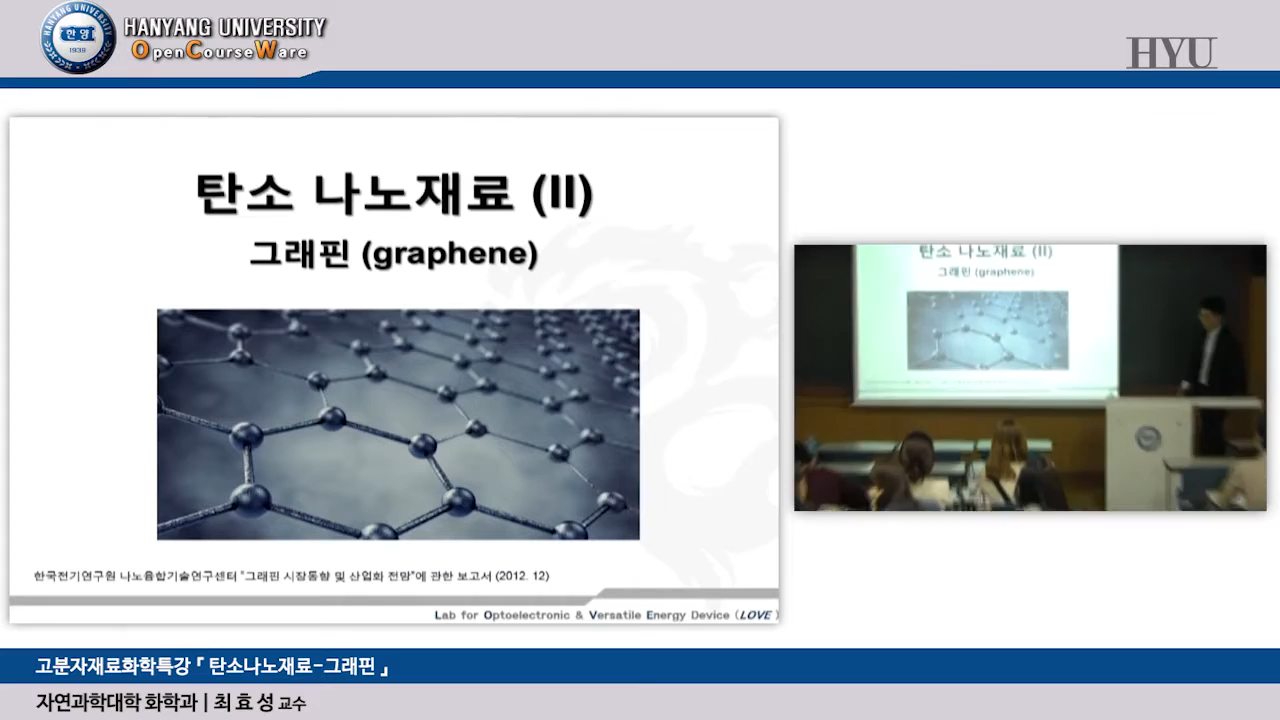 HANYANG UNIVERSITY
OpenCourseWare
한양
1939
HYU
탄소 나노재료 (II)
그래핀 (graphene)
한국전기연구원 나노융합기술연구센터 "그래핀 시장동향 및 산업화 전망"에 관한 보고서 (2012. 12)
Lab for Optoelectronic & Versatile Energy Device (LOVE)
탄소 나노재료 (II)
그래핀 (graphene)
고분자재료화학특강 『 탄소나노재료-그래핀 』
자연과학대학 화학과 | 최 효 성 교수